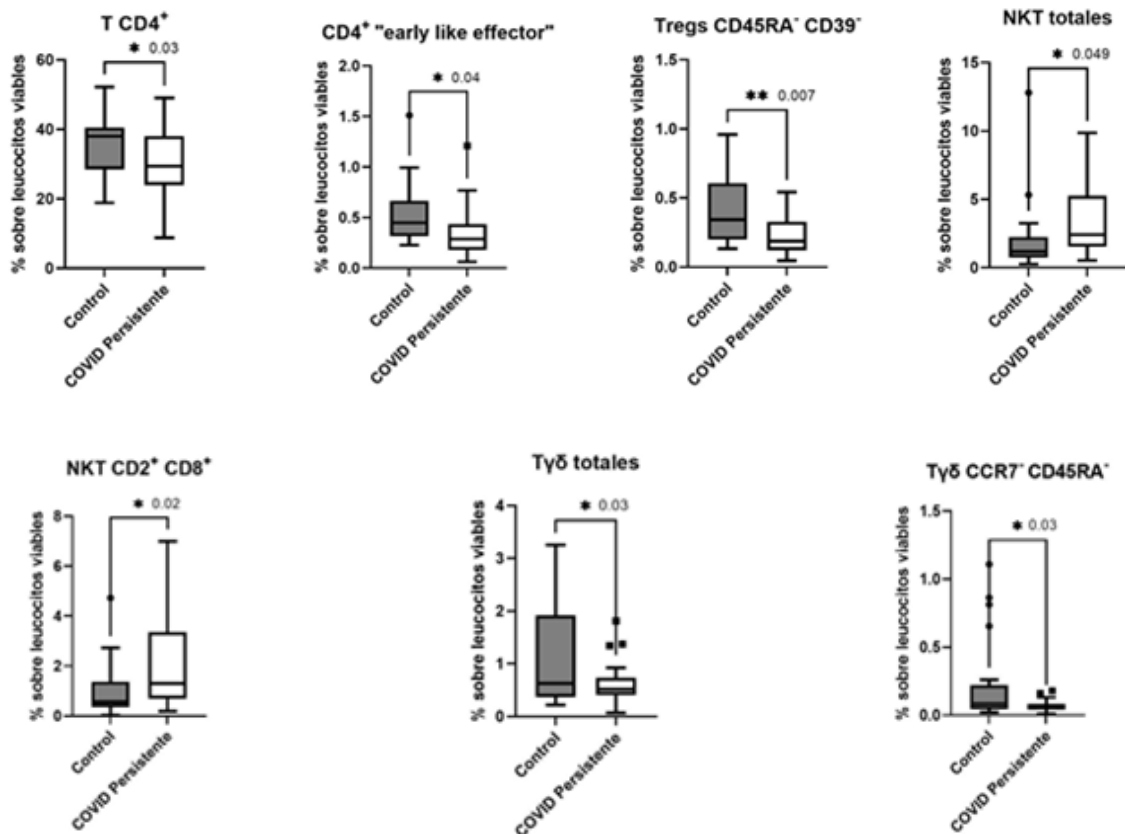 T CD4⁺
* 0.03
% sobre leucocitos viables
60
40
20
0
Control
COVID Persistente
CD4⁺ "early like effector"
* 0.04
% sobre leucocitos viables
2.0
1.5
1.0
0.5
0.0
Control
COVID Persistente
Tregs CD45RA⁻ CD39⁻
** 0.007
% sobre leucocitos viables
1.5
1.0
0.5
0.0
Control
COVID Persistente
NKT totales
* 0.049
% sobre leucocitos viables
15
10
5
0
Control
COVID Persistente
NKT CD2⁺ CD8⁺
* 0.02
% sobre leucocitos viables
8
6
4
2
0
Control
COVID Persistente
Tγδ totales
* 0.03
% sobre leucocitos viables
4
3
2
1
0
Control
COVID Persistente
Tγδ CCR7⁻ CD45RA⁻
* 0.03
% sobre leucocitos viables
1.5
1.0
0.5
0.0
Control
COVID Persistente